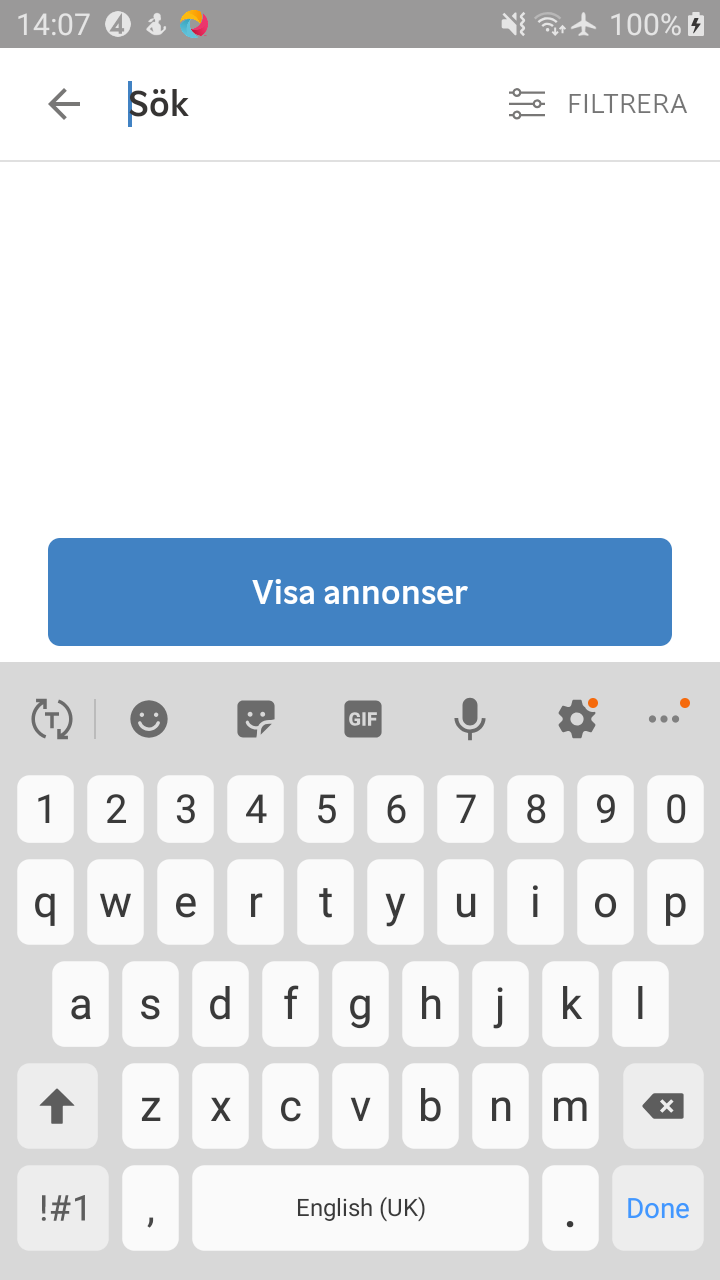 14:07 100%
Sök FILTRERA
Visa annonser
T GIF
1 2 3 4 5 6 7 8 9 0
q w e r t y u i o p
a s d f g h j k l
z x c v b n m
!#1 , English (UK) . Done